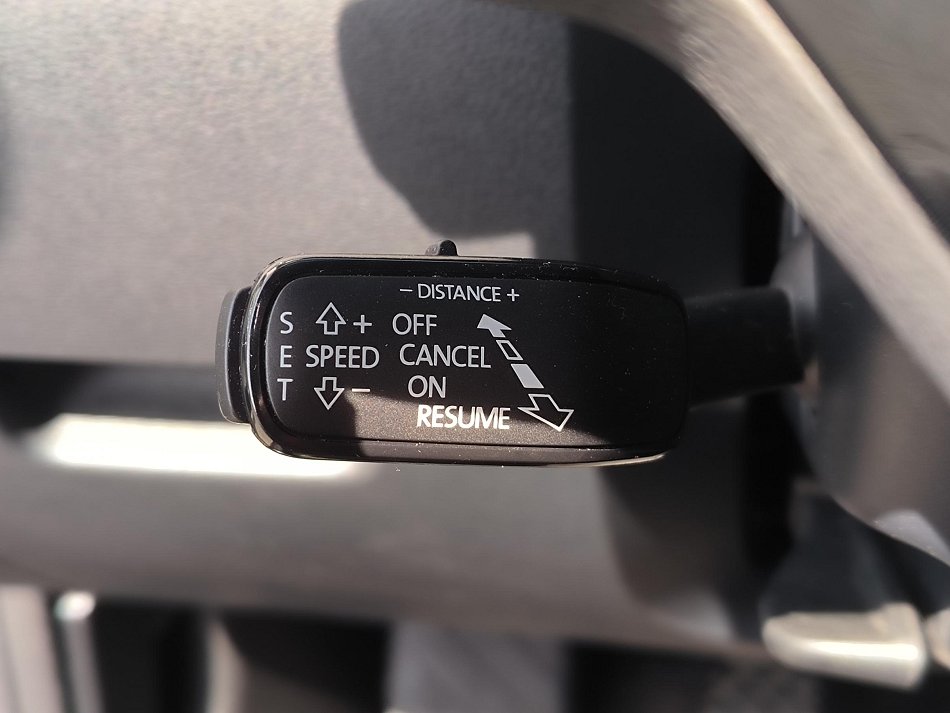 − DISTANCE +
S + OFF
E SPEED CANCEL
T − ON
RESUME